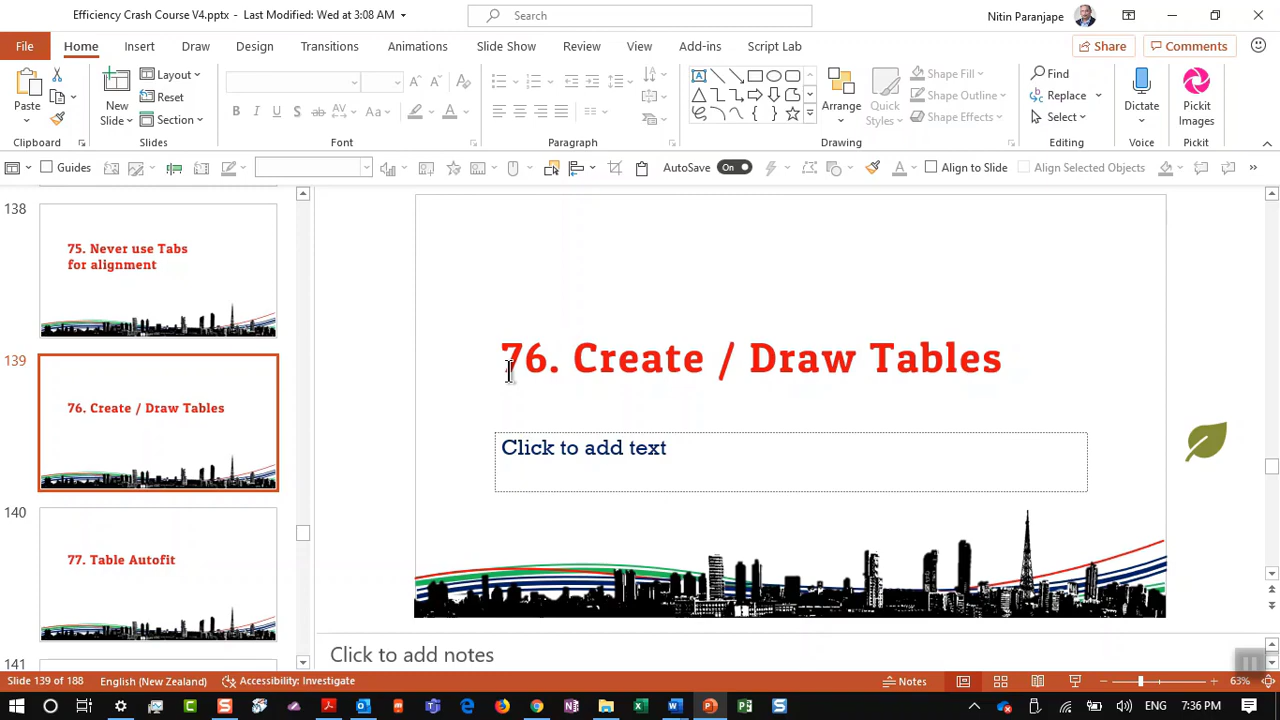 Efficiency Crash Course V4.pptx - Last Modified: Wed at 3:08 AM
Search
Nitin Paranjape
File Home Insert Draw Design Transitions Animations Slide Show Review View Add-ins Script Lab
Share Comments
Paste
New
Slide
Layout
Reset
Section
Arrange
Quick
Styles
Shape Fill
Shape Outline
Shape Effects
Find
Replace
Select
Dictate
Pickit
Images
Clipboard Slides Font Paragraph Drawing Editing Voice Pickit
Guides
AutoSave On
Align to Slide
Align Selected Objects
138
75. Never use Tabs
for alignment
139
76. Create / Draw Tables
140
77. Table Autofit
141
76. Create / Draw Tables
Click to add text
Click to add notes
Slide 139 of 188 English (New Zealand) Accessibility: Investigate Notes 63%
ENG 7:36 PM